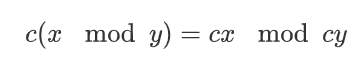 c(x mod y) = cx mod cy